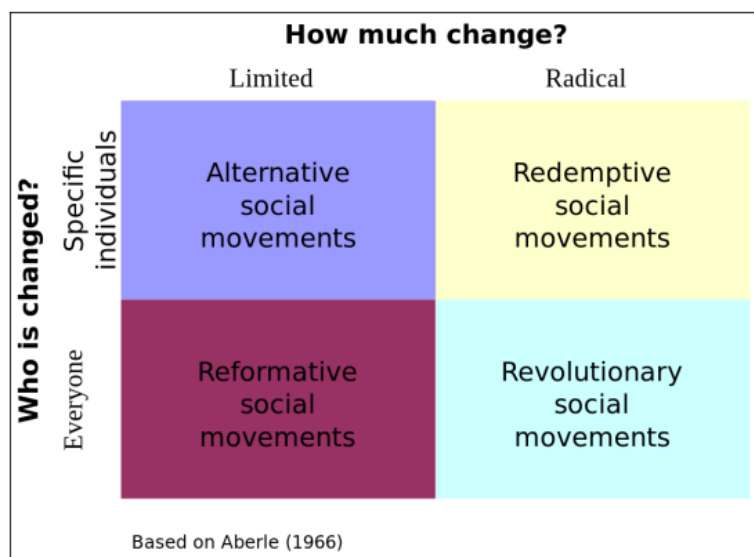 How much change?
Limited
Radical
Who is changed?
Specific
individuals
Alternative
social
movements
Redemptive
social
movements
Everyone
Reformative
social
movements
Revolutionary
social
movements
Based on Aberle (1966)